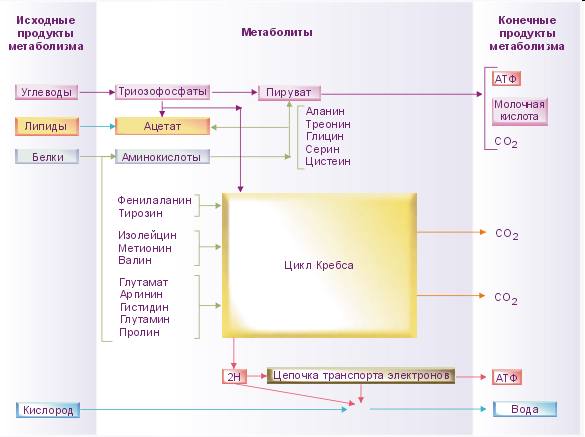 Исходные
продукты
метаболизма
Метаболиты
Конечные
продукты
метаболизма
Углеводы
Триозофосфаты
Пируват
АТФ
Молочная
кислота
CO2
Липиды
Ацетат
Аланин
Треонин
Глицин
Серин
Цистеин
Белки
Аминокислоты
Фенилаланин
Тирозин
Изолейцин
Метионин
Валин
Глутамат
Аргинин
Гистидин
Глутамин
Пролин
Цикл Кребса
CO2
CO2
2Н
Цепочка транспорта электронов
АТФ
Кислород
Вода